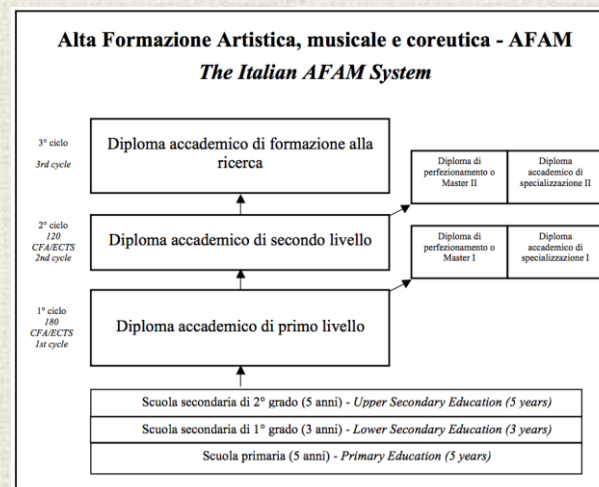 Alta Formazione Artistica, musicale e coreutica - AFAM
The Italian AFAM System
3° ciclo
3rd cycle
Diploma accademico di formazione alla
ricerca
Diploma di
perfezionamento o
Master II
Diploma
accademico di
specializzazione II
2° ciclo
120
CFA/ECTS
2nd cycle
Diploma accademico di secondo livello
Diploma di
perfezionamento o
Master I
Diploma
accademico di
specializzazione I
1° ciclo
180
CFA/ECTS
1st cycle
Diploma accademico di primo livello
Scuola secondaria di 2° grado (5 anni) - Upper Secondary Education (5 years)
Scuola secondaria di 1° grado (3 anni) - Lower Secondary Education (3 years)
Scuola primaria (5 anni) - Primary Education (5 years)